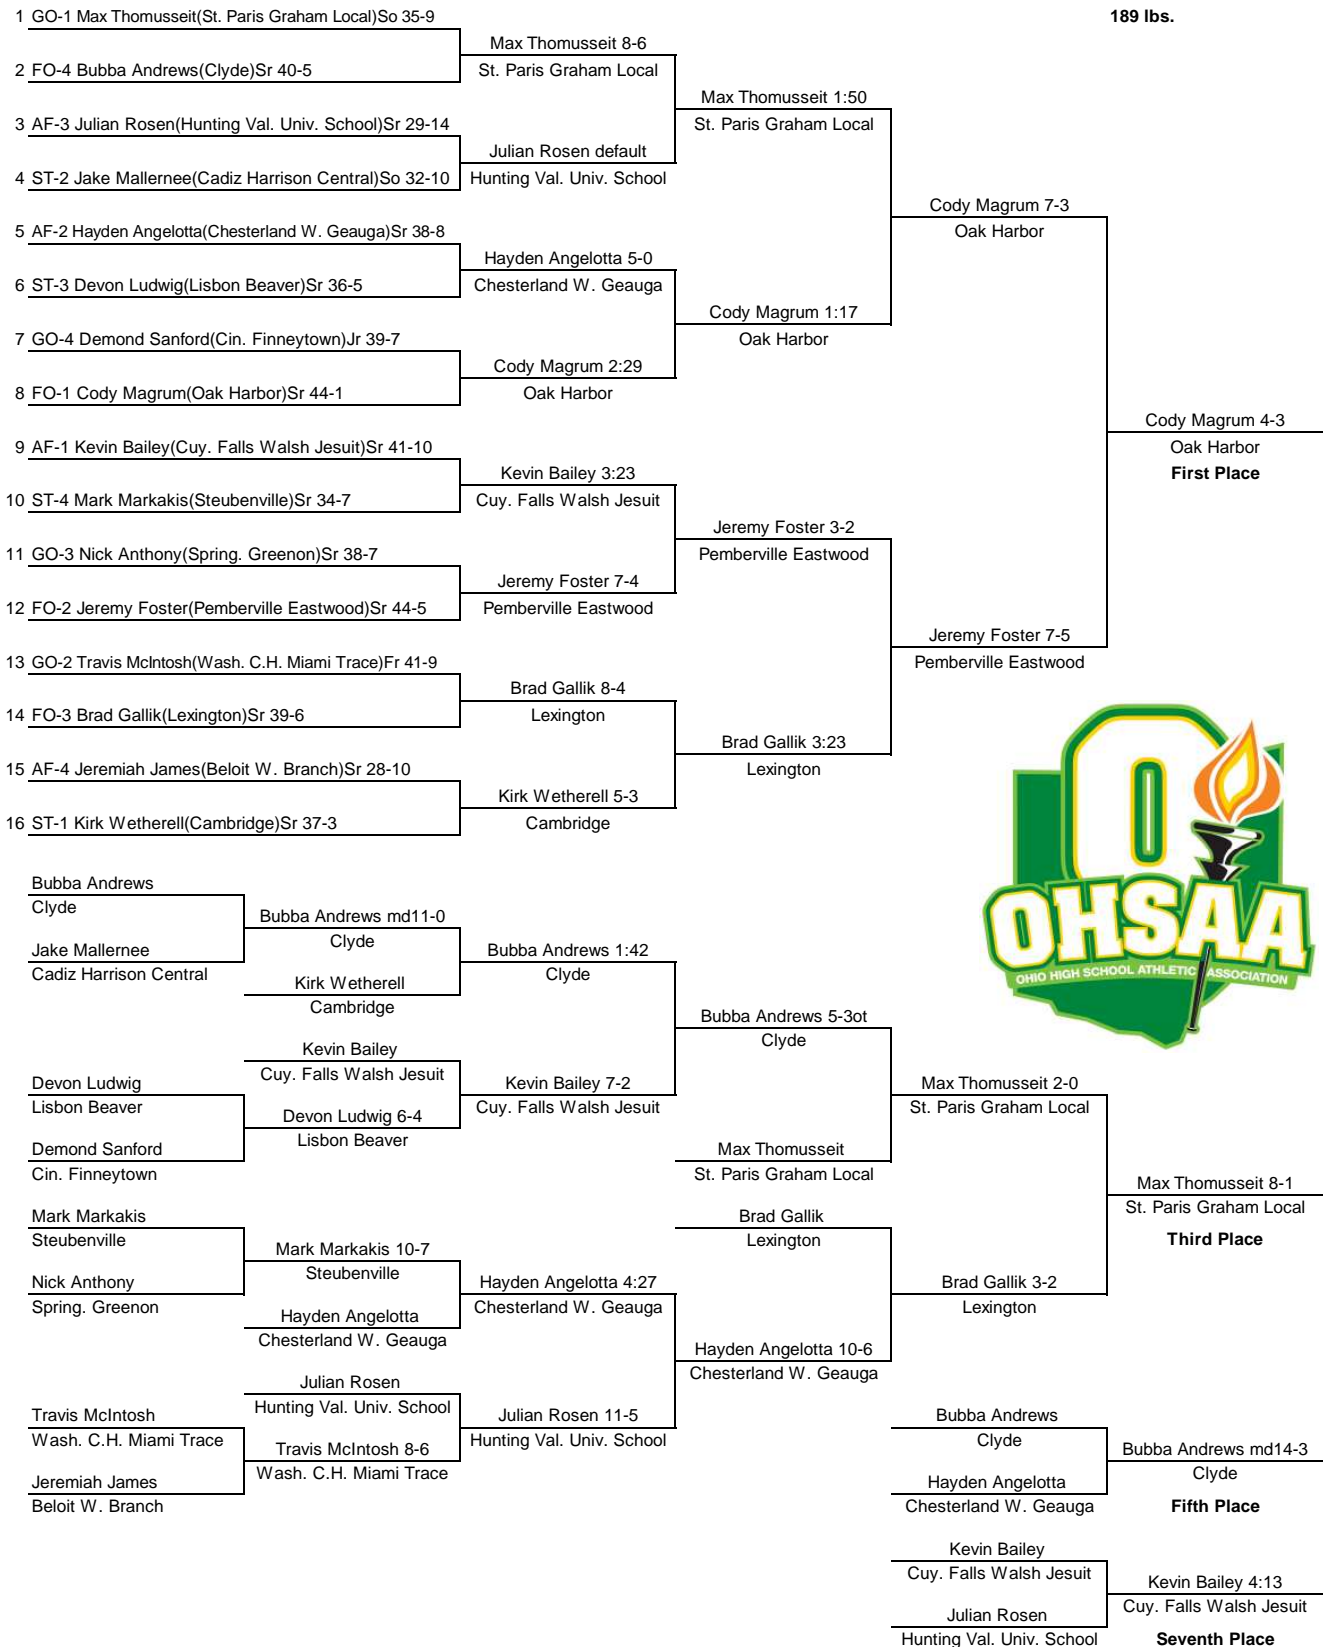 189 lbs.
1 GO-1 Max Thomusseit(St. Paris Graham Local)So 35-9
Max Thomusseit 8-6
2 FO-4 Bubba Andrews(Clyde)Sr 40-5
St. Paris Graham Local
Max Thomusseit 1:50
3 AF-3 Julian Rosen(Hunting Val. Univ. School)Sr 29-14
St. Paris Graham Local
Julian Rosen default
4 ST-2 Jake Mallernee(Cadiz Harrison Central)So 32-10
Hunting Val. Univ. School
Cody Magrum 7-3
5 AF-2 Hayden Angelotta(Chesterland W. Geauga)Sr 38-8
Oak Harbor
Hayden Angelotta 5-0
6 ST-3 Devon Ludwig(Lisbon Beaver)Sr 36-5
Chesterland W. Geauga
Cody Magrum 1:17
7 GO-4 Demond Sanford(Cin. Finneytown)Jr 39-7
Oak Harbor
Cody Magrum 2:29
8 FO-1 Cody Magrum(Oak Harbor)Sr 44-1
Oak Harbor
Cody Magrum 4-3
9 AF-1 Kevin Bailey(Cuy. Falls Walsh Jesuit)Sr 41-10
Oak Harbor
Kevin Bailey 3:23
First Place
10 ST-4 Mark Markakis(Steubenville)Sr 34-7
Cuy. Falls Walsh Jesuit
Jeremy Foster 3-2
11 GO-3 Nick Anthony(Spring. Greenon)Sr 38-7
Pemberville Eastwood
Jeremy Foster 7-4
12 FO-2 Jeremy Foster(Pemberville Eastwood)Sr 44-5
Pemberville Eastwood
Jeremy Foster 7-5
13 GO-2 Travis McIntosh(Wash. C.H. Miami Trace)Fr 41-9
Pemberville Eastwood
Brad Gallik 8-4
14 FO-3 Brad Gallik(Lexington)Sr 39-6
Lexington
Brad Gallik 3:23
15 AF-4 Jeremiah James(Beloit W. Branch)Sr 28-10
Lexington
Kirk Wetherell 5-3
16 ST-1 Kirk Wetherell(Cambridge)Sr 37-3
Cambridge
O
OHSAA
OHIO HIGH SCHOOL ATHLETIC ASSOCIATION
Bubba Andrews
Clyde
Bubba Andrews md11-0
Clyde
Jake Mallernee
Cadiz Harrison Central
Bubba Andrews 1:42
Clyde
Kirk Wetherell
Cambridge
Bubba Andrews 5-3ot
Clyde
Kevin Bailey
Cuy. Falls Walsh Jesuit
Devon Ludwig
Lisbon Beaver
Kevin Bailey 7-2
Cuy. Falls Walsh Jesuit
Max Thomusseit 2-0
St. Paris Graham Local
Devon Ludwig 6-4
Lisbon Beaver
Demond Sanford
Cin. Finneytown
Max Thomusseit
St. Paris Graham Local
Max Thomusseit 8-1
St. Paris Graham Local
Third Place
Mark Markakis
Steubenville
Brad Gallik
Lexington
Mark Markakis 10-7
Steubenville
Nick Anthony
Spring. Greenon
Hayden Angelotta 4:27
Chesterland W. Geauga
Brad Gallik 3-2
Lexington
Hayden Angelotta
Chesterland W. Geauga
Hayden Angelotta 10-6
Chesterland W. Geauga
Julian Rosen
Hunting Val. Univ. School
Travis McIntosh
Wash. C.H. Miami Trace
Julian Rosen 11-5
Hunting Val. Univ. School
Bubba Andrews
Clyde
Travis McIntosh 8-6
Wash. C.H. Miami Trace
Bubba Andrews md14-3
Clyde
Jeremiah James
Beloit W. Branch
Hayden Angelotta
Chesterland W. Geauga
Fifth Place
Kevin Bailey
Cuy. Falls Walsh Jesuit
Kevin Bailey 4:13
Cuy. Falls Walsh Jesuit
Julian Rosen
Hunting Val. Univ. School
Seventh Place